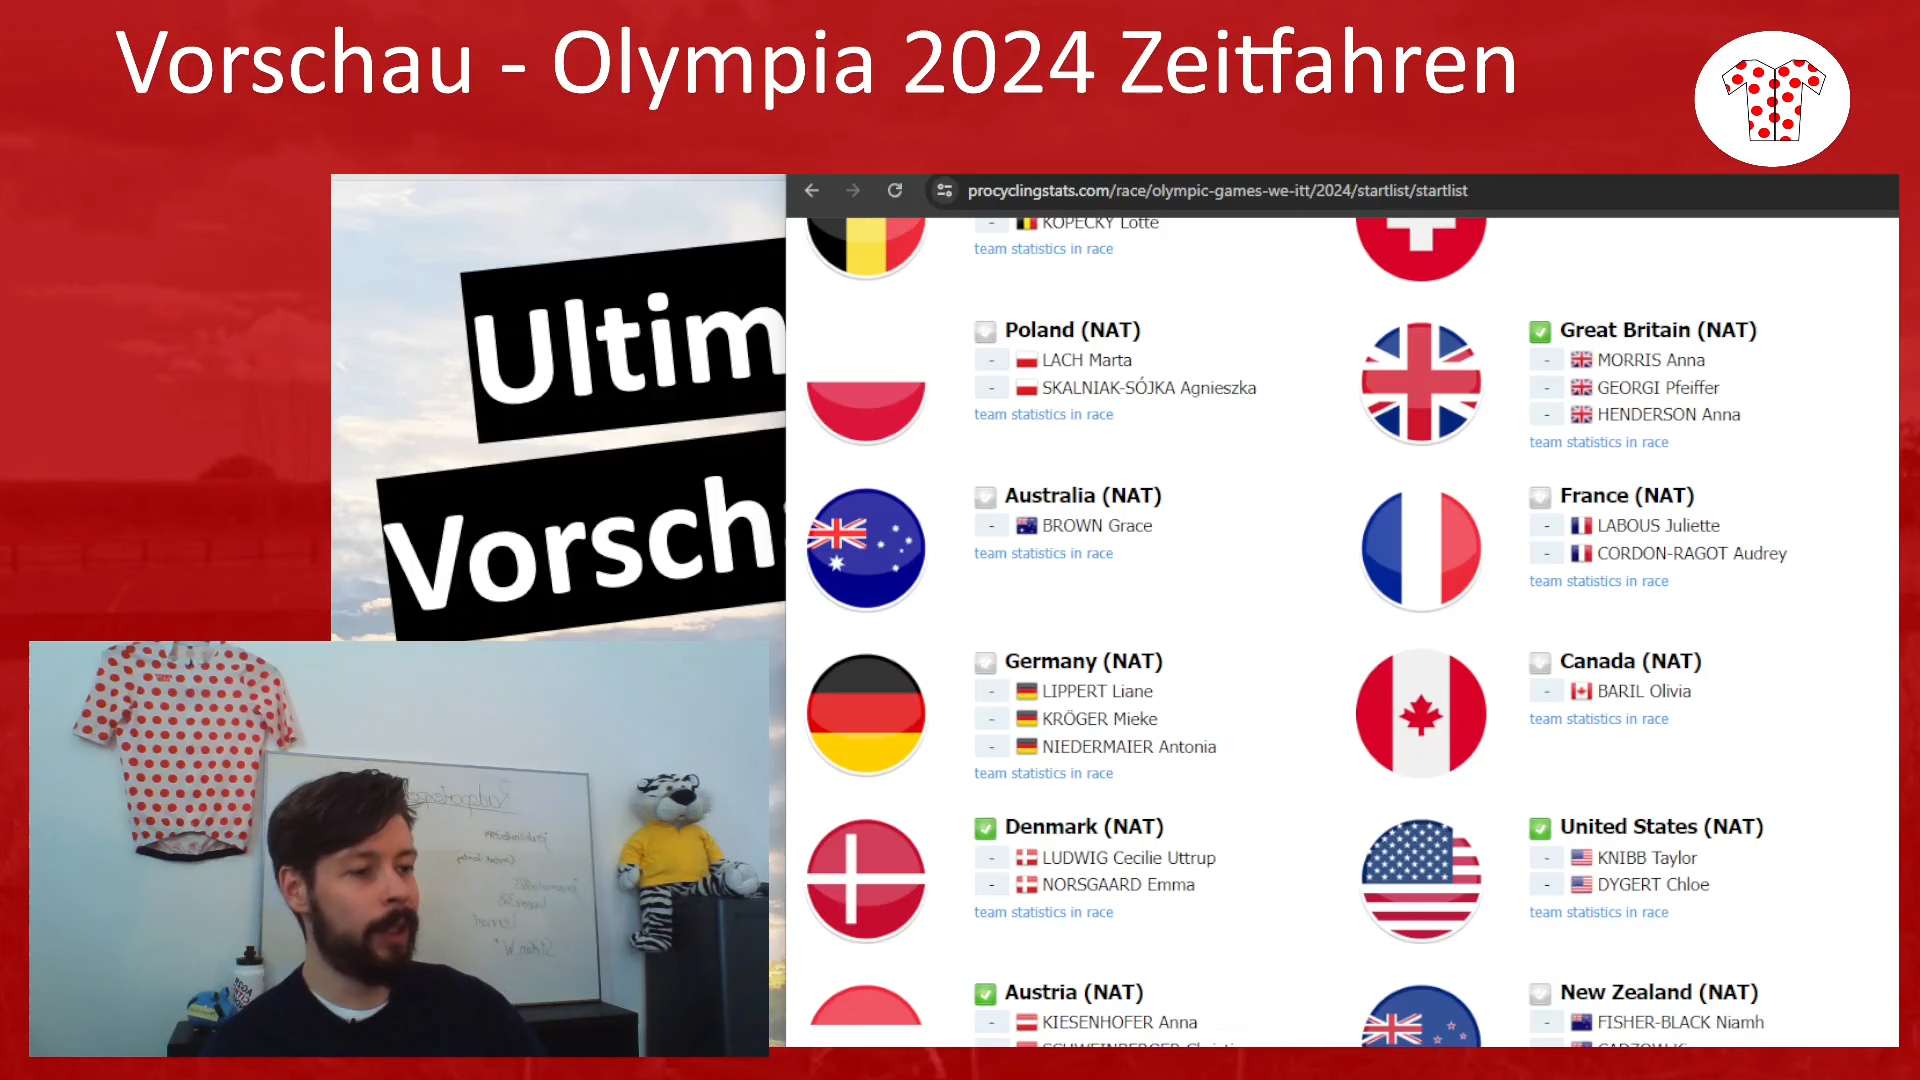 Vorschau - Olympia 2024 Zeitfahren
procyclingstats.com/race/olympic-games-we-itt/2024/startlist/startlist
Ultim
Vorsch
KOPECKY Lotte
team statistics in race
Poland (NAT)
- LACH Marta
- SKALNIAK-SÓJKA Agnieszka
team statistics in race
Great Britain (NAT)
- MORRIS Anna
- GEORGI Pfeiffer
- HENDERSON Anna
team statistics in race
Australia (NAT)
- BROWN Grace
team statistics in race
France (NAT)
- LABOUS Juliette
- CORDON-RAGOT Audrey
team statistics in race
Germany (NAT)
- LIPPERT Liane
- KRÖGER Mieke
- NIEDERMAIER Antonia
team statistics in race
Canada (NAT)
- BARIL Olivia
team statistics in race
Denmark (NAT)
- LUDWIG Cecilie Uttrup
- NORSGAARD Emma
team statistics in race
United States (NAT)
- KNIBB Taylor
- DYGERT Chloe
team statistics in race
Austria (NAT)
- KIESENHOFER Anna
New Zealand (NAT)
- FISHER-BLACK Niamh